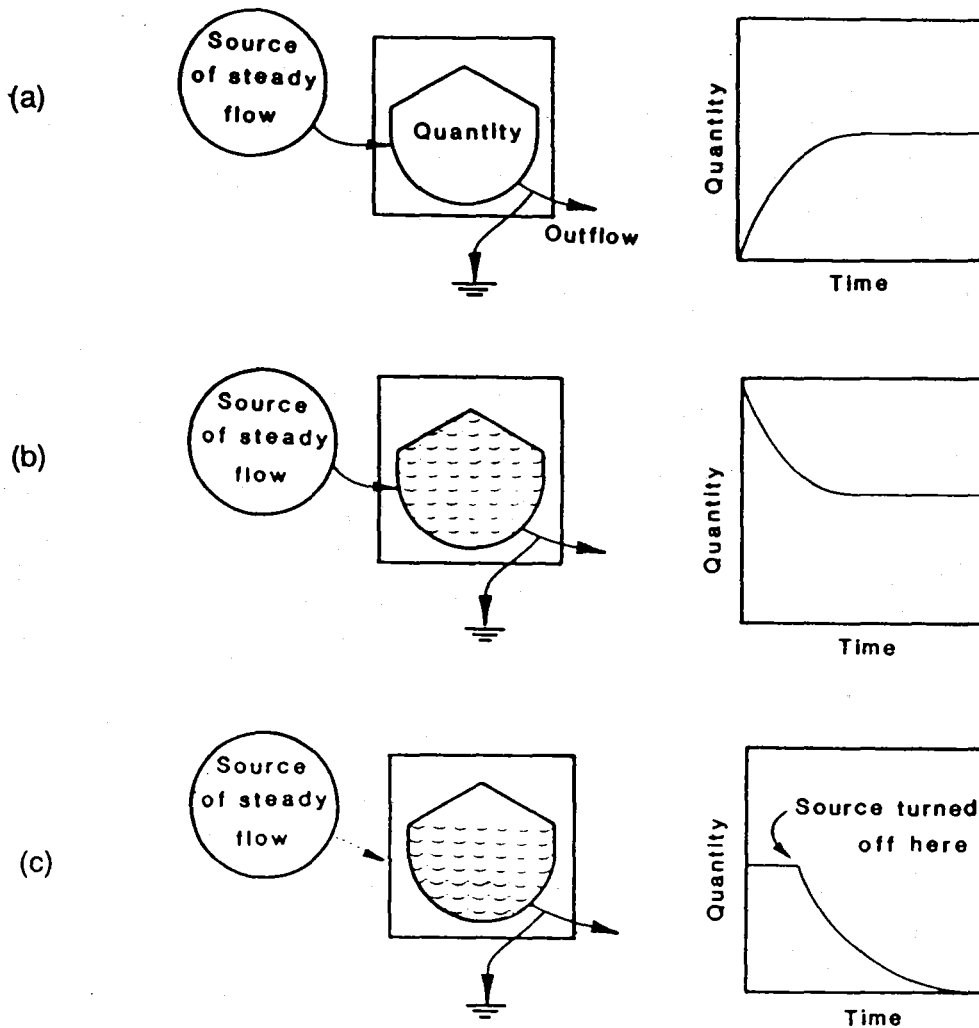 (a)
Source
of steady
flow
Quantity
Outflow
Quantity
Time
(b)
Source
of steady
flow
Quantity
Time
(c)
Source
of steady
flow
Quantity
Source turned
off here
Time